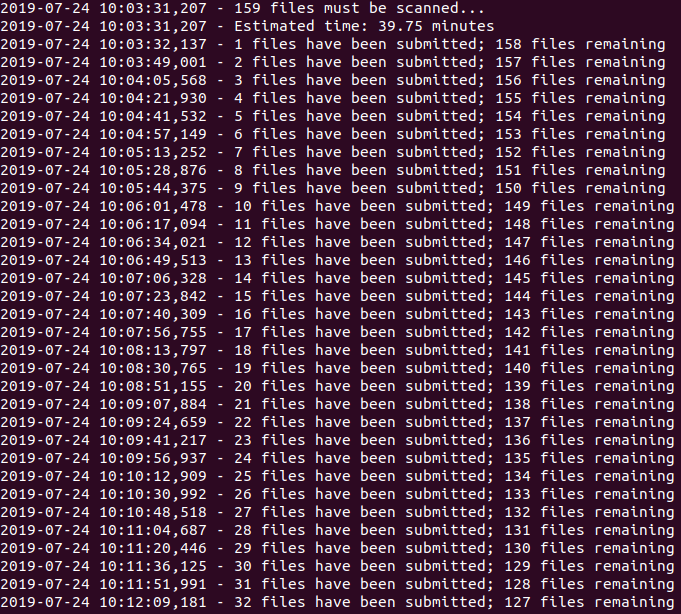 2019-07-24 10:03:31,207 - 159 files must be scanned...
2019-07-24 10:03:31,207 - Estimated time: 39.75 minutes
2019-07-24 10:03:32,137 - 1 files have been submitted; 158 files remaining
2019-07-24 10:03:49,001 - 2 files have been submitted; 157 files remaining
2019-07-24 10:04:05,568 - 3 files have been submitted; 156 files remaining
2019-07-24 10:04:21,930 - 4 files have been submitted; 155 files remaining
2019-07-24 10:04:41,532 - 5 files have been submitted; 154 files remaining
2019-07-24 10:04:57,149 - 6 files have been submitted; 153 files remaining
2019-07-24 10:05:13,252 - 7 files have been submitted; 152 files remaining
2019-07-24 10:05:28,876 - 8 files have been submitted; 151 files remaining
2019-07-24 10:05:44,375 - 9 files have been submitted; 150 files remaining
2019-07-24 10:06:01,478 - 10 files have been submitted; 149 files remaining
2019-07-24 10:06:17,094 - 11 files have been submitted; 148 files remaining
2019-07-24 10:06:34,021 - 12 files have been submitted; 147 files remaining
2019-07-24 10:06:49,513 - 13 files have been submitted; 146 files remaining
2019-07-24 10:07:06,328 - 14 files have been submitted; 145 files remaining
2019-07-24 10:07:23,842 - 15 files have been submitted; 144 files remaining
2019-07-24 10:07:40,309 - 16 files have been submitted; 143 files remaining
2019-07-24 10:07:56,755 - 17 files have been submitted; 142 files remaining
2019-07-24 10:08:13,797 - 18 files have been submitted; 141 files remaining
2019-07-24 10:08:30,765 - 19 files have been submitted; 140 files remaining
2019-07-24 10:08:51,155 - 20 files have been submitted; 139 files remaining
2019-07-24 10:09:07,884 - 21 files have been submitted; 138 files remaining
2019-07-24 10:09:24,659 - 22 files have been submitted; 137 files remaining
2019-07-24 10:09:41,217 - 23 files have been submitted; 136 files remaining
2019-07-24 10:09:56,937 - 24 files have been submitted; 135 files remaining
2019-07-24 10:10:12,909 - 25 files have been submitted; 134 files remaining
2019-07-24 10:10:30,992 - 26 files have been submitted; 133 files remaining
2019-07-24 10:10:48,518 - 27 files have been submitted; 132 files remaining
2019-07-24 10:11:04,687 - 28 files have been submitted; 131 files remaining
2019-07-24 10:11:20,446 - 29 files have been submitted; 130 files remaining
2019-07-24 10:11:36,125 - 30 files have been submitted; 129 files remaining
2019-07-24 10:11:51,991 - 31 files have been submitted; 128 files remaining
2019-07-24 10:12:09,181 - 32 files have been submitted; 127 files remaining